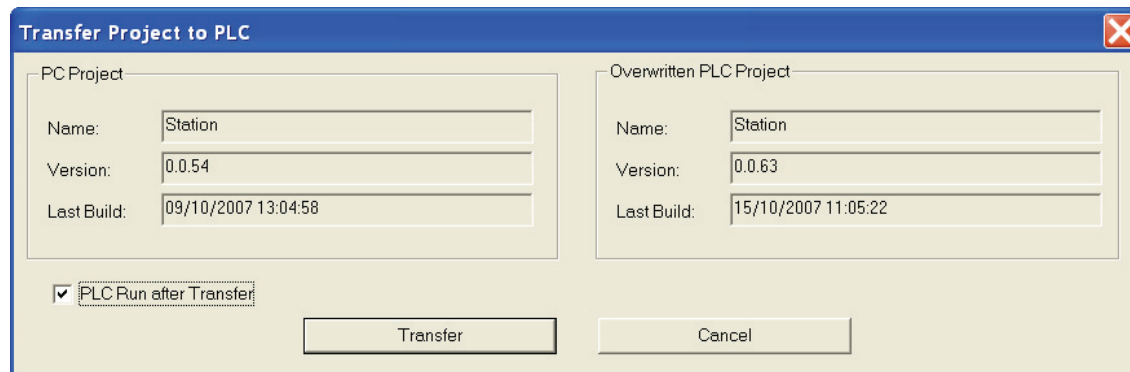 Transfer Project to PLC
PC Project
Name: Station
Version: 0.0.54
Last Build: 09/10/2007 13:04:58
Overwritten PLC Project
Name: Station
Version: 0.0.63
Last Build: 15/10/2007 11:05:22
PLC Run after Transfer
Transfer
Cancel